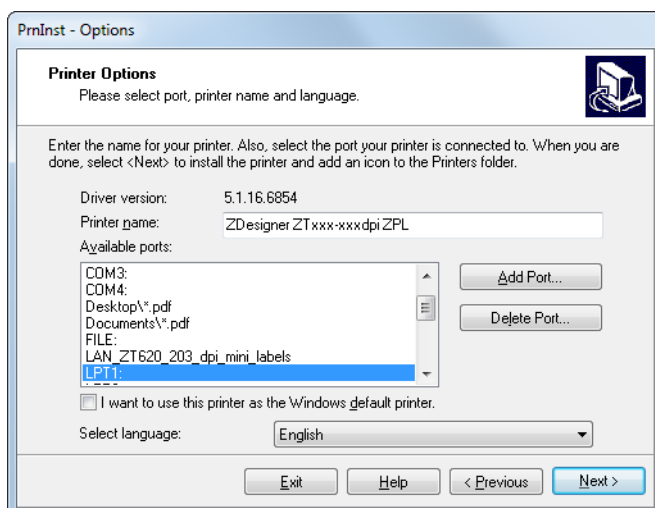 PrnInst - Options
Printer Options
Please select port, printer name and language.
Enter the name for your printer. Also, select the port your printer is connected to. When you are
done, select <Next> to install the printer and add an icon to the Printers folder.
Driver version: 5.1.16.6854
Printer name: ZDesigner ZTxxx-xxxdpi ZPL
Available ports:
COM3:
COM4:
Desktop\*.pdf
Documents\*.pdf
FILE:
LAN_ZT620_203_dpi_mini_labels
LPT1:
Add Port...
Delete Port...
I want to use this printer as the Windows default printer.
Select language: English
Exit Help < Previous Next >